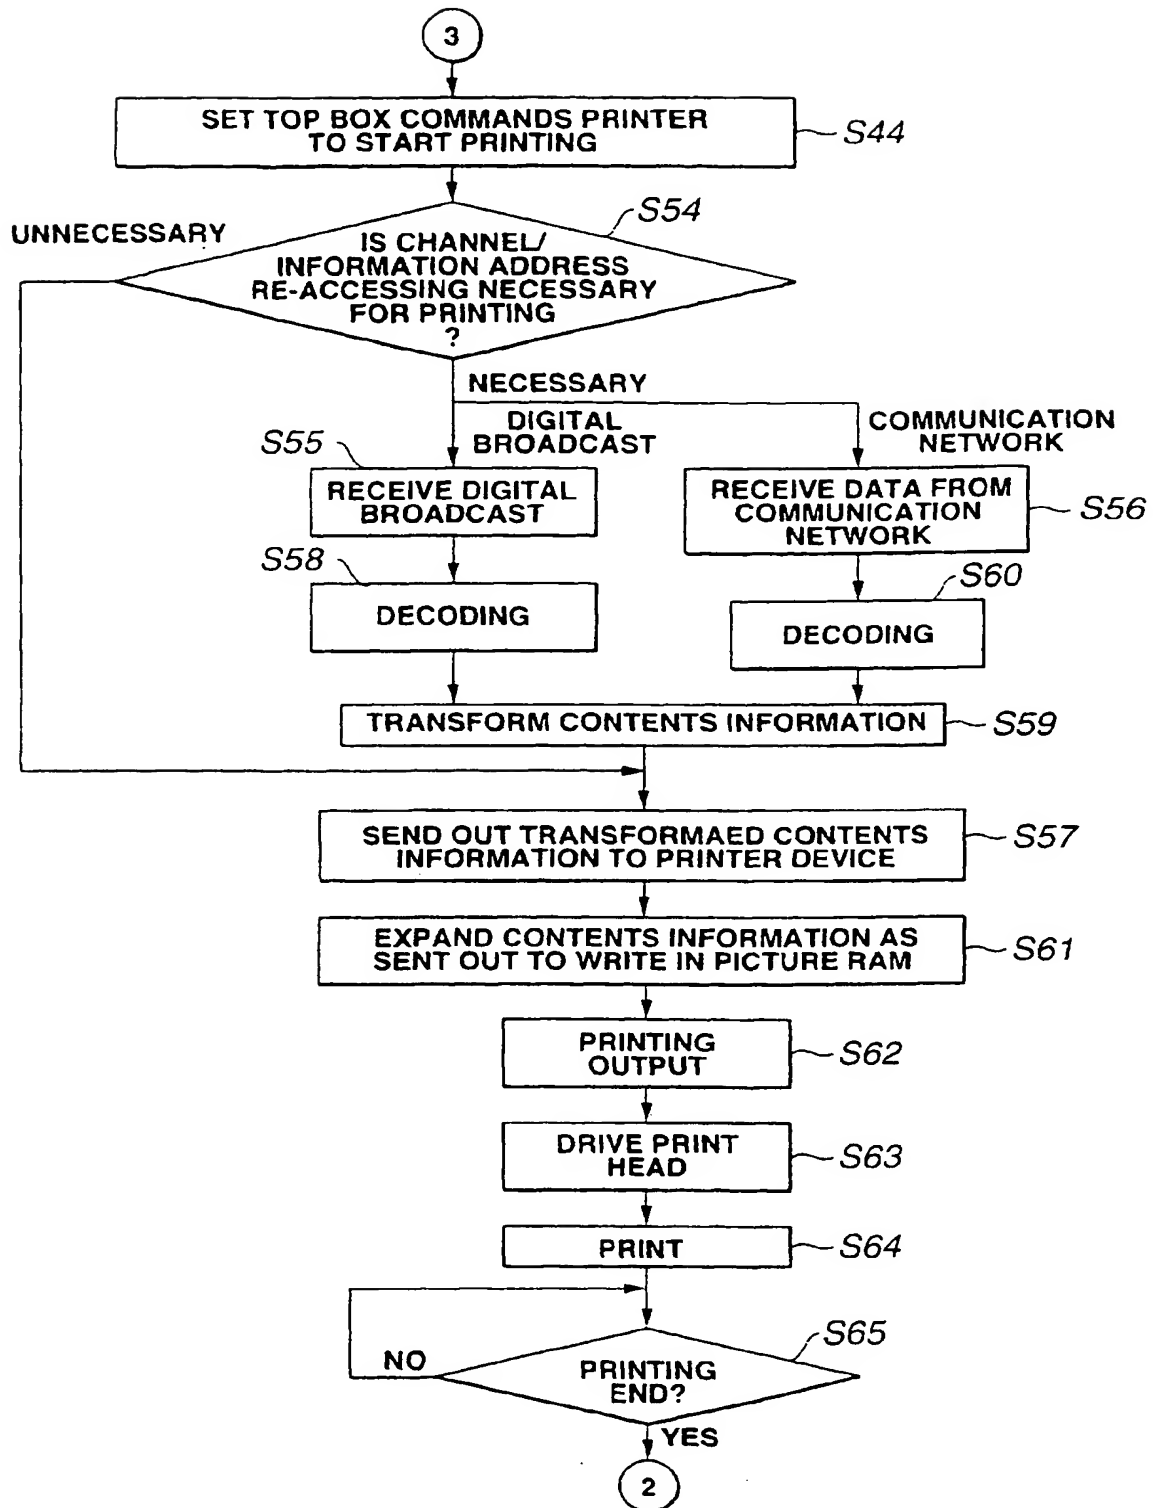 3
SET TOP BOX COMMANDS PRINTER
TO START PRINTING
S44
S54
UNNECESSARY
IS CHANNEL/
INFORMATION ADDRESS
RE-ACCESSING NECESSARY
FOR PRINTING
?
NECESSARY
DIGITAL
BROADCAST
COMMUNICATION
NETWORK
S55
RECEIVE DIGITAL
BROADCAST
RECEIVE DATA FROM
COMMUNICATION
NETWORK
S56
S58
DECODING
S60
DECODING
TRANSFORM CONTENTS INFORMATION
S59
SEND OUT TRANSFORMAED CONTENTS
INFORMATION TO PRINTER DEVICE
S57
EXPAND CONTENTS INFORMATION AS
SENT OUT TO WRITE IN PICTURE RAM
S61
PRINTING
OUTPUT
S62
DRIVE PRINT
HEAD
S63
PRINT
S64
S65
NO
PRINTING
END?
YES
2